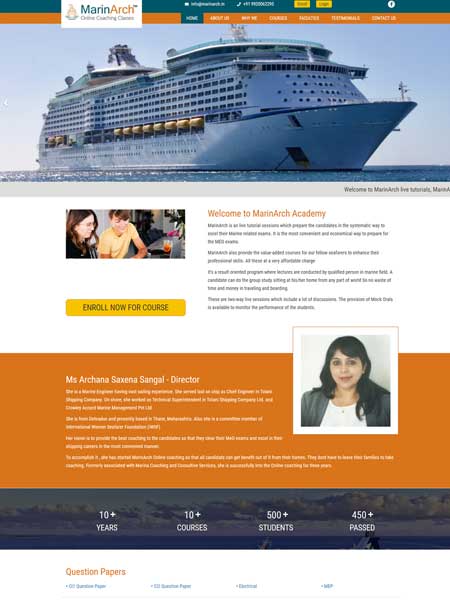 MarinArch™
Online Coaching Classes
info@marinarch.in +91 9920062295 Enroll Login
HOME ABOUT US WHY WE COURSES FACULTIES TESTIMONIALS CONTACT US
Welcome to MarinArch live tutorials, MarinA
Welcome to MarinArch Academy
MarinArch is an live tutorial sessions which prepare the candidates in the systematic way to
excel their Marine related exams. It is the most convenient and economical way to prepare for
the MEO exams.
MarinArch also provide the value-added courses for our fellow seafarers to enhance their
professional skills. All these at a very affordable charge
It's a result oriented program where lectures are conducted by qualified person in marine field. A
candidate can do the group study sitting at his/her home from any part of world So no waste of
time and money in traveling and boarding.
These are two-way live sessions which include a lot of discussions. The provision of Mock Orals
is available to monitor the performance of the students.
ENROLL NOW FOR COURSE
Ms Archana Saxena Sangal - Director
She is a Marine Engineer having vast sailing experience. She served last on ship as Chief Engineer in Tolani
Shipping Company. On shore, she worked as Technical Superintendent in Tolani Shipping Company Ltd. and
Crowley Accord Marine Management Pvt Ltd
She is from Dehradun and presently based in Thane, Maharashtra. Also she is a committee member of
International Women Seafarer Foundation (IWSF)
Her vision is to provide the best coaching to the candidates so that they clear their MeO exams and excel in their
shipping careers in the most committed manner.
To accomplish it , she has started MarinArch Online coaching so that all candidates can get benefit out of it from their homes. They dont have to leave their families to take
coaching. Formerly associated with Marina Coaching and Consultive Services, she is successfully into the Online coaching for three years.
10 + 10 + 500 + 450 +
YEARS COURSES STUDENTS PASSED
Question Papers
• Question Paper • Question Paper • Electrical • MEP